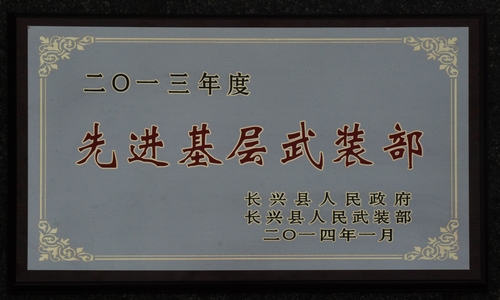 二〇一三年度
先进基层武装部
长兴县人民政府
长兴县人民武装部
二〇一四年一月